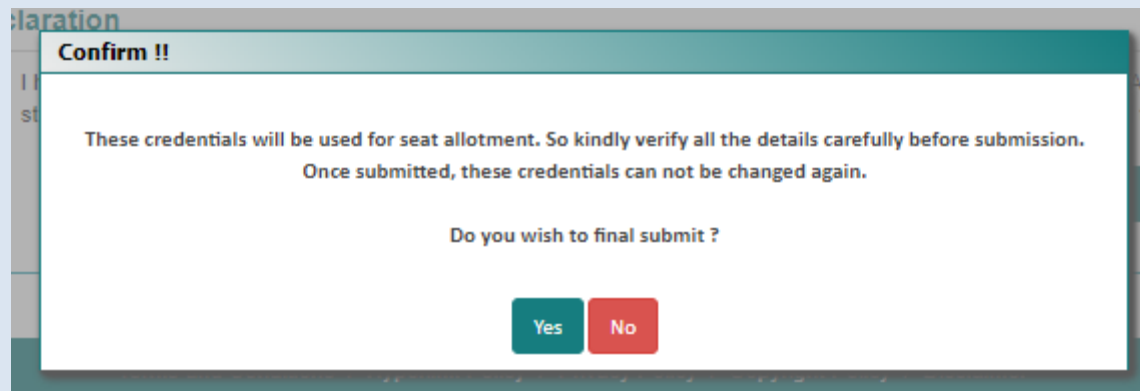 claration
Confirm !!
These credentials will be used for seat allotment. So kindly verify all the details carefully before submission.
Once submitted, these credentials can not be changed again.
Do you wish to final submit ?
Yes No